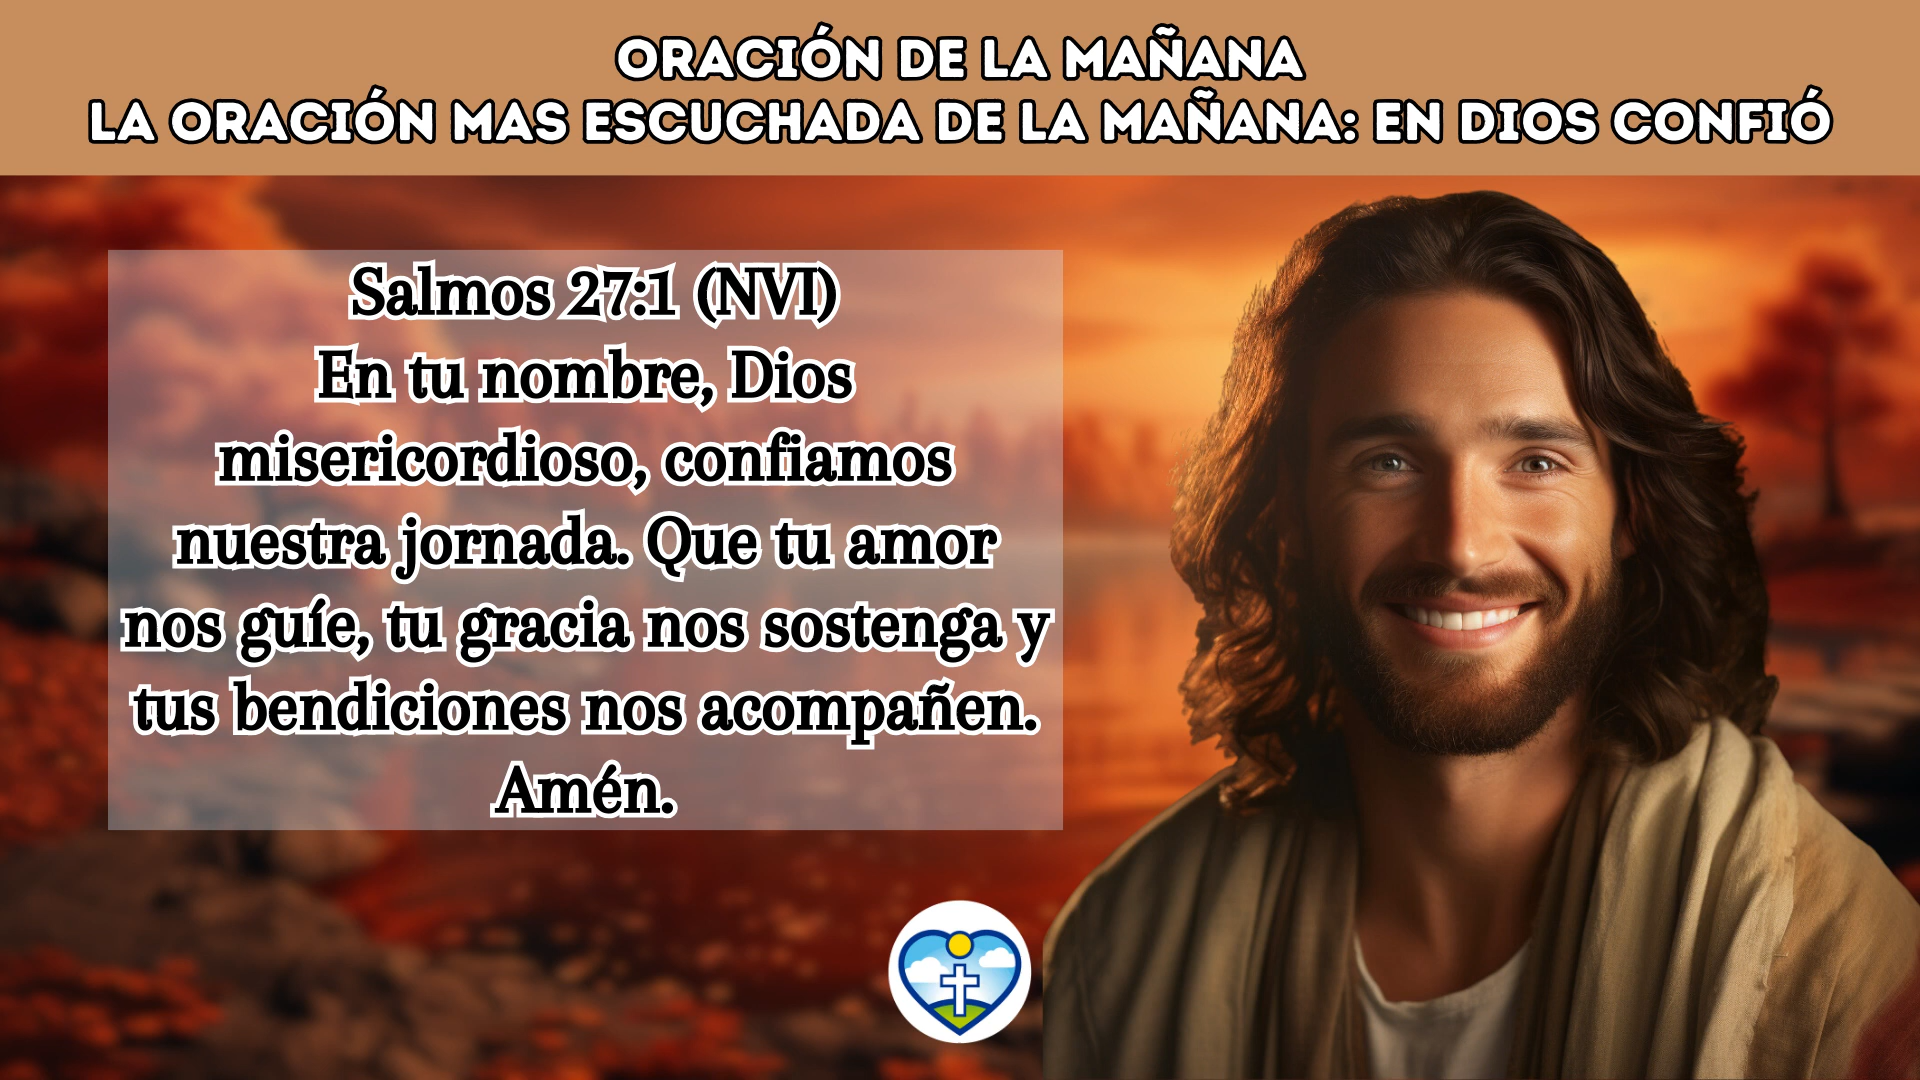 ORACIÓN DE LA MAÑANA
LA ORACIÓN MAS ESCUCHADA DE LA MAÑANA: EN DIOS CONFIÓ
Salmos 27:1 (NVI)
En tu nombre, Dios
misericordioso, confiamos
nuestra jornada. Que tu amor
nos guíe, tu gracia nos sostenga y
tus bendiciones nos acompañen.
Amén.